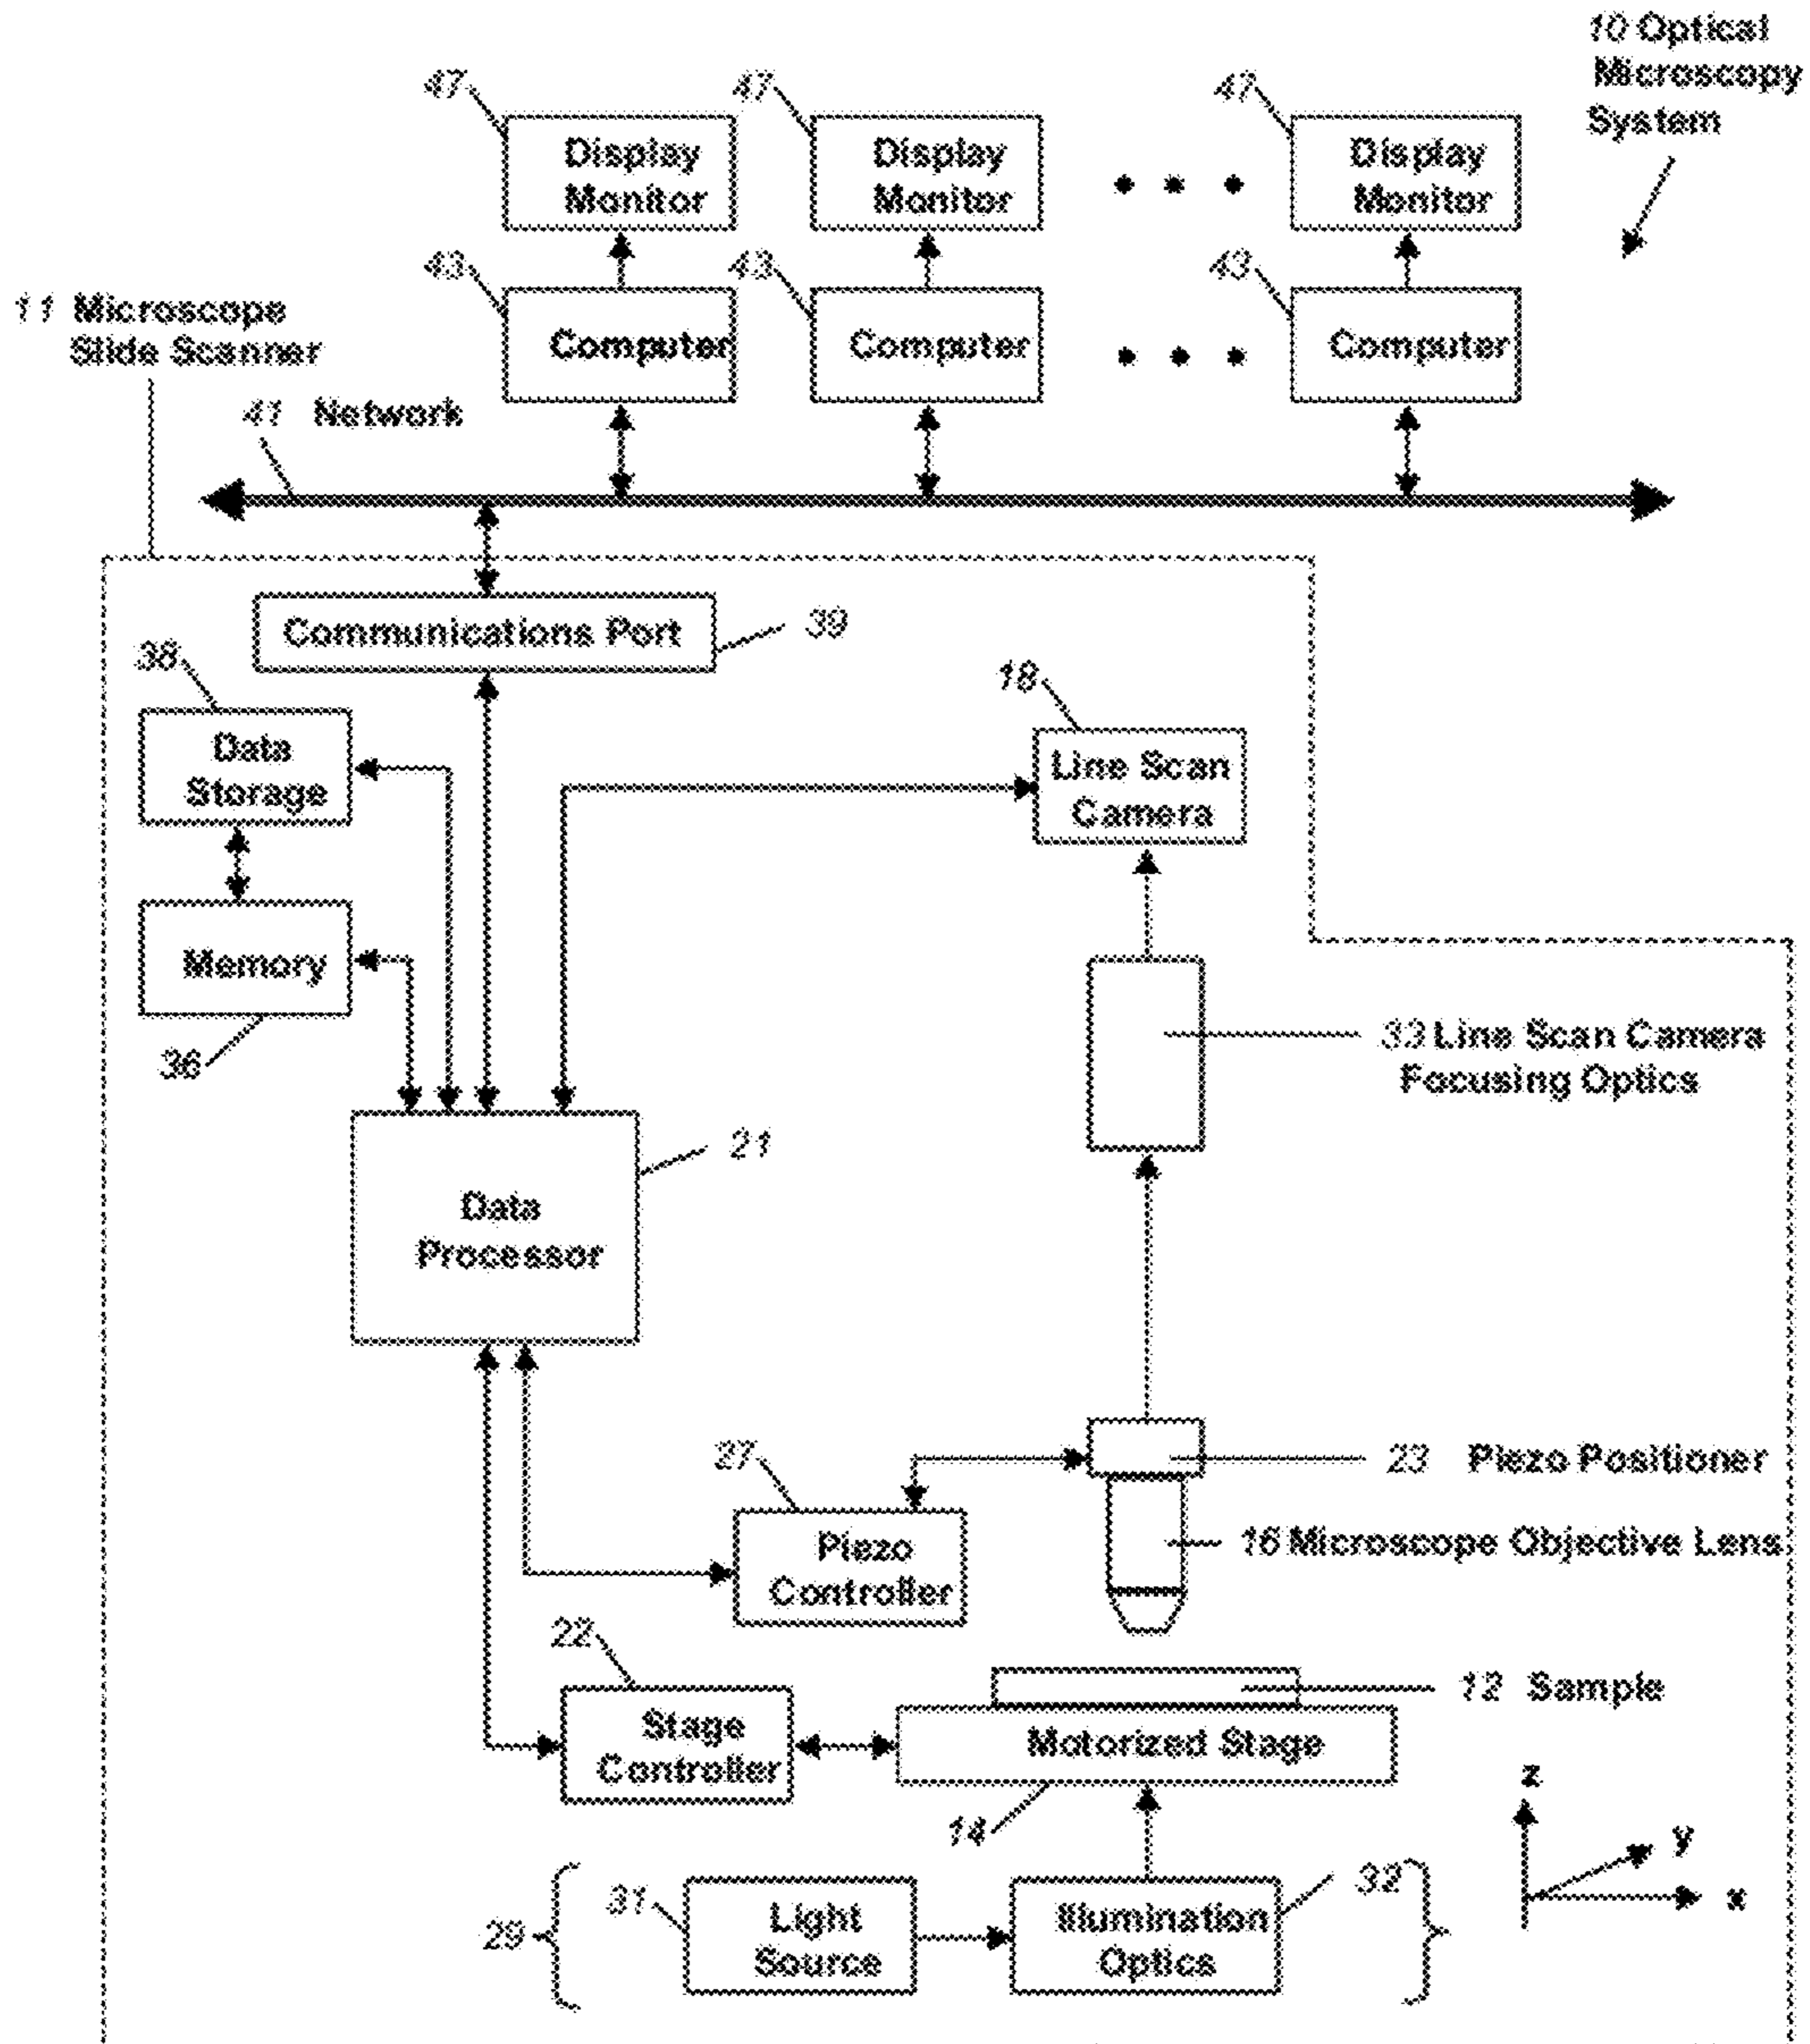 10 Optical
Microscopy
System
47 47 47
Display Display Display
Monitor Monitor Monitor
43 43 43
Computer Computer Computer
11 Microscope
Slide Scanner
41 Network
Communications Port 39
38
Data
Storage
18
Line Scan
Camera
Memory
36
33 Line Scan Camera
Focusing Optics
21
Data
Processor
27
23 Piezo Positioner
Piezo
Controller
16 Microscope Objective Lens
22
12 Sample
Stage
Controller
Motorized Stage
14
z
y
x
29
31
Light
Source
32
Illumination
Optics